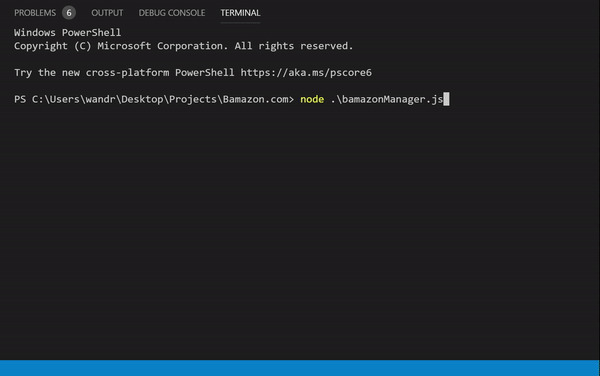 PROBLEMS 6 OUTPUT DEBUG CONSOLE TERMINAL
Windows PowerShell
Copyright (C) Microsoft Corporation. All rights reserved.
Try the new cross-platform PowerShell https://aka.ms/pscore6
PS C:\Users\wandr\Desktop\Projects\Bamazon.com> node .\bamazonManager.js